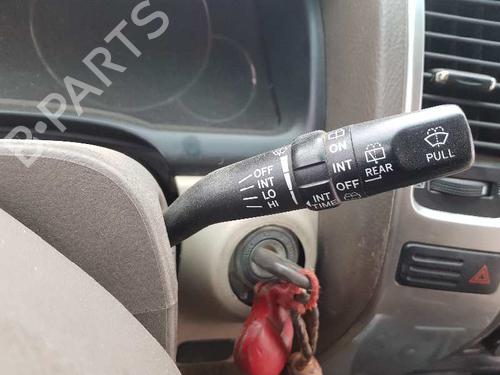 B-PARTS
OFF
INT
LO
HI
INT
TIME
ON
INT
OFF
REAR
PULL